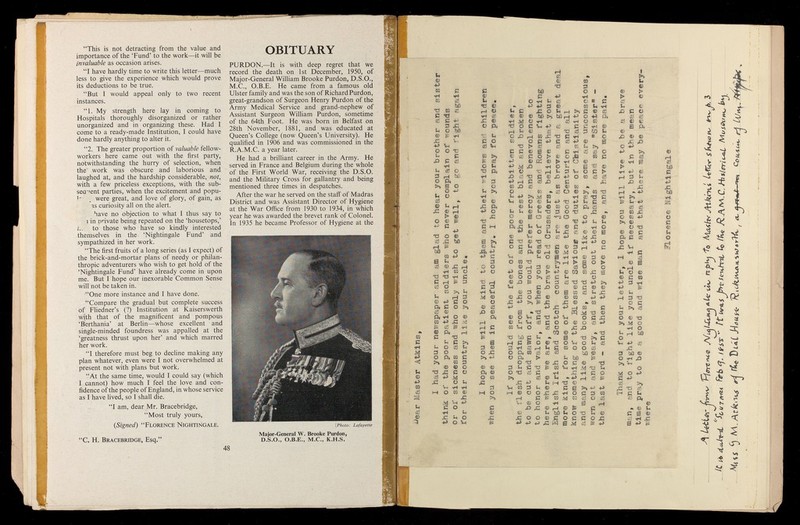 “This is not detracting from the value and
importance of the ‘Fund’ to the work—it will be
invaluable as occasion arises.
“I have hardly time to write this letter—much
less to give the experience which would prove
its deductions to be true.
“But I would appeal only to two recent
instances.
“1. My strength here lay in coming to
Hospitals thoroughly disorganized or rather
unorganized and in organizing these. Had I
come to a ready-made Institution, I could have
done hardly anything to alter it.
“2. The greater proportion of valuable fellow-
workers here came out with the first party,
notwithstanding the hurry of selection, when
the work was obscure and laborious and
laughed at, and the hardship considerable, not,
with a few priceless exceptions, with the sub-
sequent parties, when the excitement and popu-
were great, and love of glory, of gain, as
ss curiosity all on the alert.
have no objection to what I thus say to
in private being repeated on the ‘housetops,’
to those who have so kindly interested
themselves in the ‘Nightingale Fund’ and
sympathized in her work.
“The first fruits of a long series (as I expect) of
the brick-and-mortar plans of needy or philan-
thropic adventurers who wish to get hold of the
‘Nightingale Fund’ have already come in upon
me. But I hope our inexorable Common Sense
will not be taken in.
“One more instance and I have done.
“Compare the gradual but complete success
of Fliedner’s (?) Institution at Kaiserswerth
with that of the magnificent and pompous
‘Berthania’ at Berlin—whose excellent and
single-minded foundress was appalled at the
‘greatness thrust upon her’ and which marred
her work.
“I therefore must beg to decline making any
plan whatever, even were I not overwhelmed at
present not with plans but work.
“At the same time, would I could say (which
I cannot) how much I feel the love and con-
fidence of the people of England, in whose service
as I have lived, so I shall die.
“I am, dear Mr. Bracebridge,
“Most truly yours,
(Signed) “FLORENCE NIGHTINGALE.
“C. H. BRACEBRIDGE, ESQ.”
OBITUARY
PURDON.—It is with deep regret that we
record the death on 1st December, 1950, of
Major-General William Brooke Purdon, D.S.O.,
M.C., O.B.E. He came from a famous old
Ulster family and was the son of Richard Purdon,
great-grandson of Surgeon Henry Purdon of the
Army Medical Service and grand-nephew of
Assistant Surgeon William Purdon, sometime
of the 64th Foot. He was born in Belfast on
28th November, 1881, and was educated at
Queen’s College (now Queen’s University). He
qualified in 1906 and was commissioned in the
R.A.M.C. a year later.
He had a brilliant career in the Army. He
served in France and Belgium during the whole
of the First World War, receiving the D.S.O.
and the Military Cross for gallantry and being
mentioned three times in despatches.
After the war he served on the staff of Madras
District and was Assistant Director of Hygiene
at the War Office from 1930 to 1934, in which
year he was awarded the brevet rank of Colonel.
In 1935 he became Professor of Hygiene at the
Photo: Lafayette
Major-General W. Brooke Purdon,
D.S.O., O.B.E., M.C., K.H.S.
48
Dear Master Atkins,
I had your newspaper and am glad to hear your brother and sister
think of the poor patient soldiers who never complain of wounds
or of sickness and who only wish to get well, to go and fight again
for their country like your uncle.
I hope you will be kind to them and their widows and children
when you see them in peaceful country. I hope you pray for peace.
If you could see the feet of one poor frostbitten soldier,
the flesh dropping from the bones and the rest black and broken
to be cut and sawn off, you would prefer mercy and benevolence to
to honor and valor, and when you read of Greeks and Romans fighting
here where we are, and the brave old Crusaders, believe that your
English Irish and Scotch countrymen are just as brave and a great deal
more kind, for some of them are like the Good Centurion and all
know something of the Blessed Saviour and duties of Christianity
and many like good books, and some like to pray, some are unconscious,
worn out and weary, and stretch out their hands and say "Sister" -
the last word - and then they move no more, and have no more pain.
Thank you for your letter, I hope you will live to be a brave
man, and to fight like your uncle if necessary, but in the mean
time pray to be a good and wise man and that there may be peace every-
where
Florence Nightingale
A letter from Florence Nightingale in reply to Master Atkins' letter shown on p. 3
It is dated "Scutari Feb 9. 1855" It was presented to the R.A.M.C. Historical Museum by
Miss J M. Atkins of The Dial House Rickmansworth, a cousin of Wm.